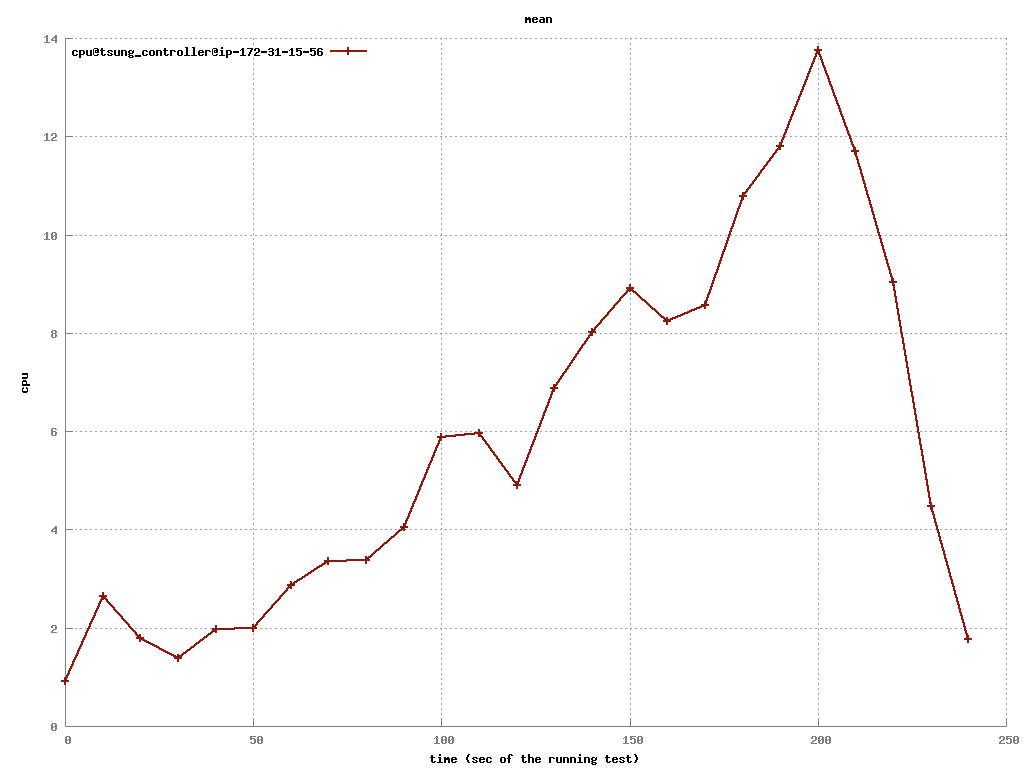 mean
14
cpu@tsung_controller@ip-172-31-15-56
12
10
8
cpu
6
4
2
0
0 50 100 150 200 250
time (sec of the running test)